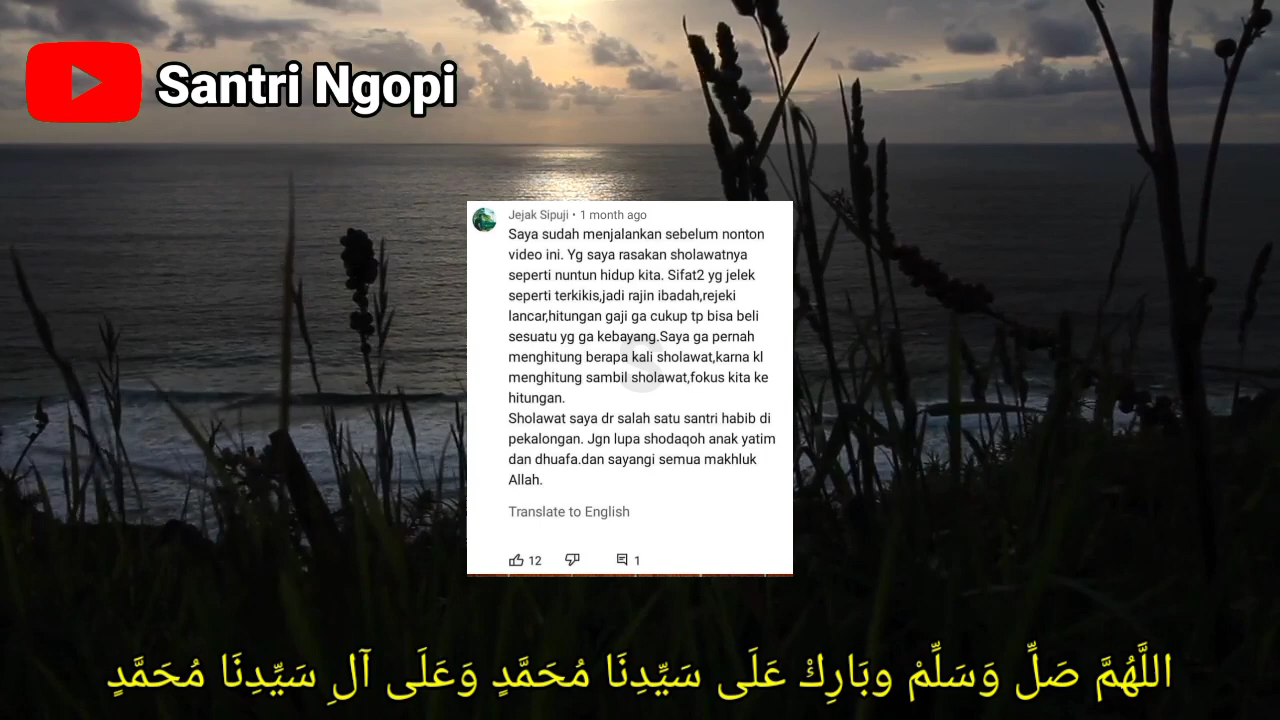 Santri Ngopi
Jejak Sipuji • 1 month ago
Saya sudah menjalankan sebelum nonton
video ini. Yg saya rasakan sholawatnya
seperti nuntun hidup kita. Sifat2 yg jelek
seperti terkikis,jadi rajin ibadah,rejeki
lancar,hitungan gaji ga cukup tp bisa beli
sesuatu yg ga kebayang.Saya ga pernah
menghitung berapa kali sholawat,karna kl
menghitung sambil sholawat,fokus kita ke
hitungan.
Sholawat saya dr salah satu santri habib di
pekalongan. Jgn lupa shodaqoh anak yatim
dan dhuafa.dan sayangi semua makhluk
Allah.
Translate to English
12 1
اللَّهُمَّ صَلِّ وَسَلِّمْ وبَارِكْ عَلَى سَيِّدِنَا مُحَمَّدٍ وَعَلَى آلِ سَيِّدِنَا مُحَمَّدٍ